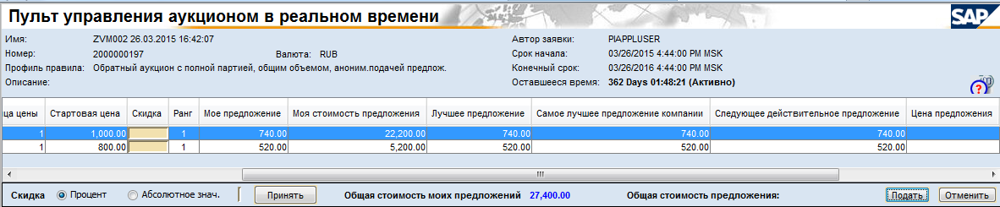 Пульт управления аукционом в реальном времени SAP
Имя: ZVM002 26.03.2015 16:42:07 Автор заявки: PIAPPLUSER
Номер: 2000000197 Валюта: RUB Срок начала: 03/26/2015 4:44:00 PM MSK
Профиль правила: Обратный аукцион с полной партией, общим объемом, аноним.подачей предлож. Конечный срок: 03/26/2016 4:44:00 PM MSK
Описание: Оставшееся время: 362 Days 01:48:21 (Активно)
?
ца цены Стартовая цена Скидка Ранг Мое предложение Моя стоимость предложения Лучшее предложение Самое лучшее предложение компании Следующее действительное предложение Цена предложения
1 1,000.00 1 740.00 22,200.00 740.00 740.00 740.00
1 800.00 1 520.00 5,200.00 520.00 520.00 520.00
Скидка Процент Абсолютное знач. Принять Общая стоимость моих предложений 27,400.00 Общая стоимость предложения: Подать Отменить